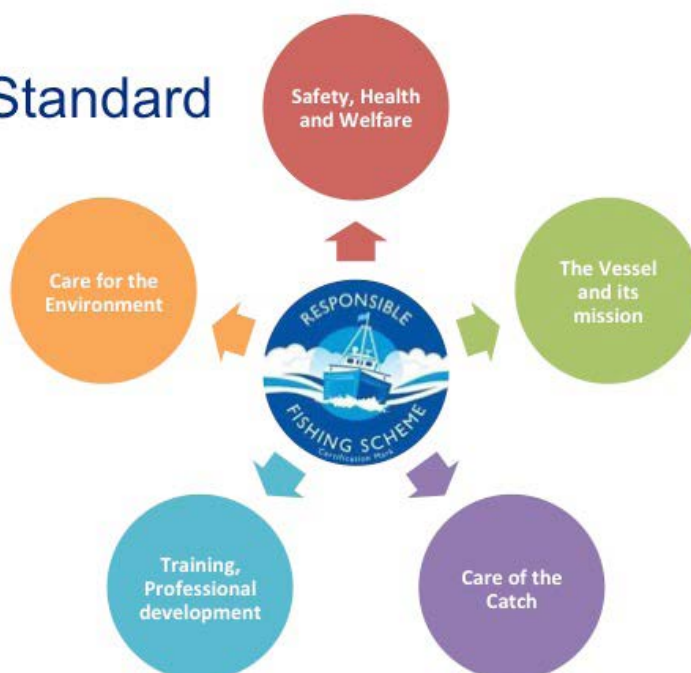 Standard
Safety, Health
and Welfare
The Vessel
and its
mission
Care of the
Catch
Training,
Professional
development
Care for the
Environment
RESPONSIBLE
FISHING SCHEME
Certification Mark